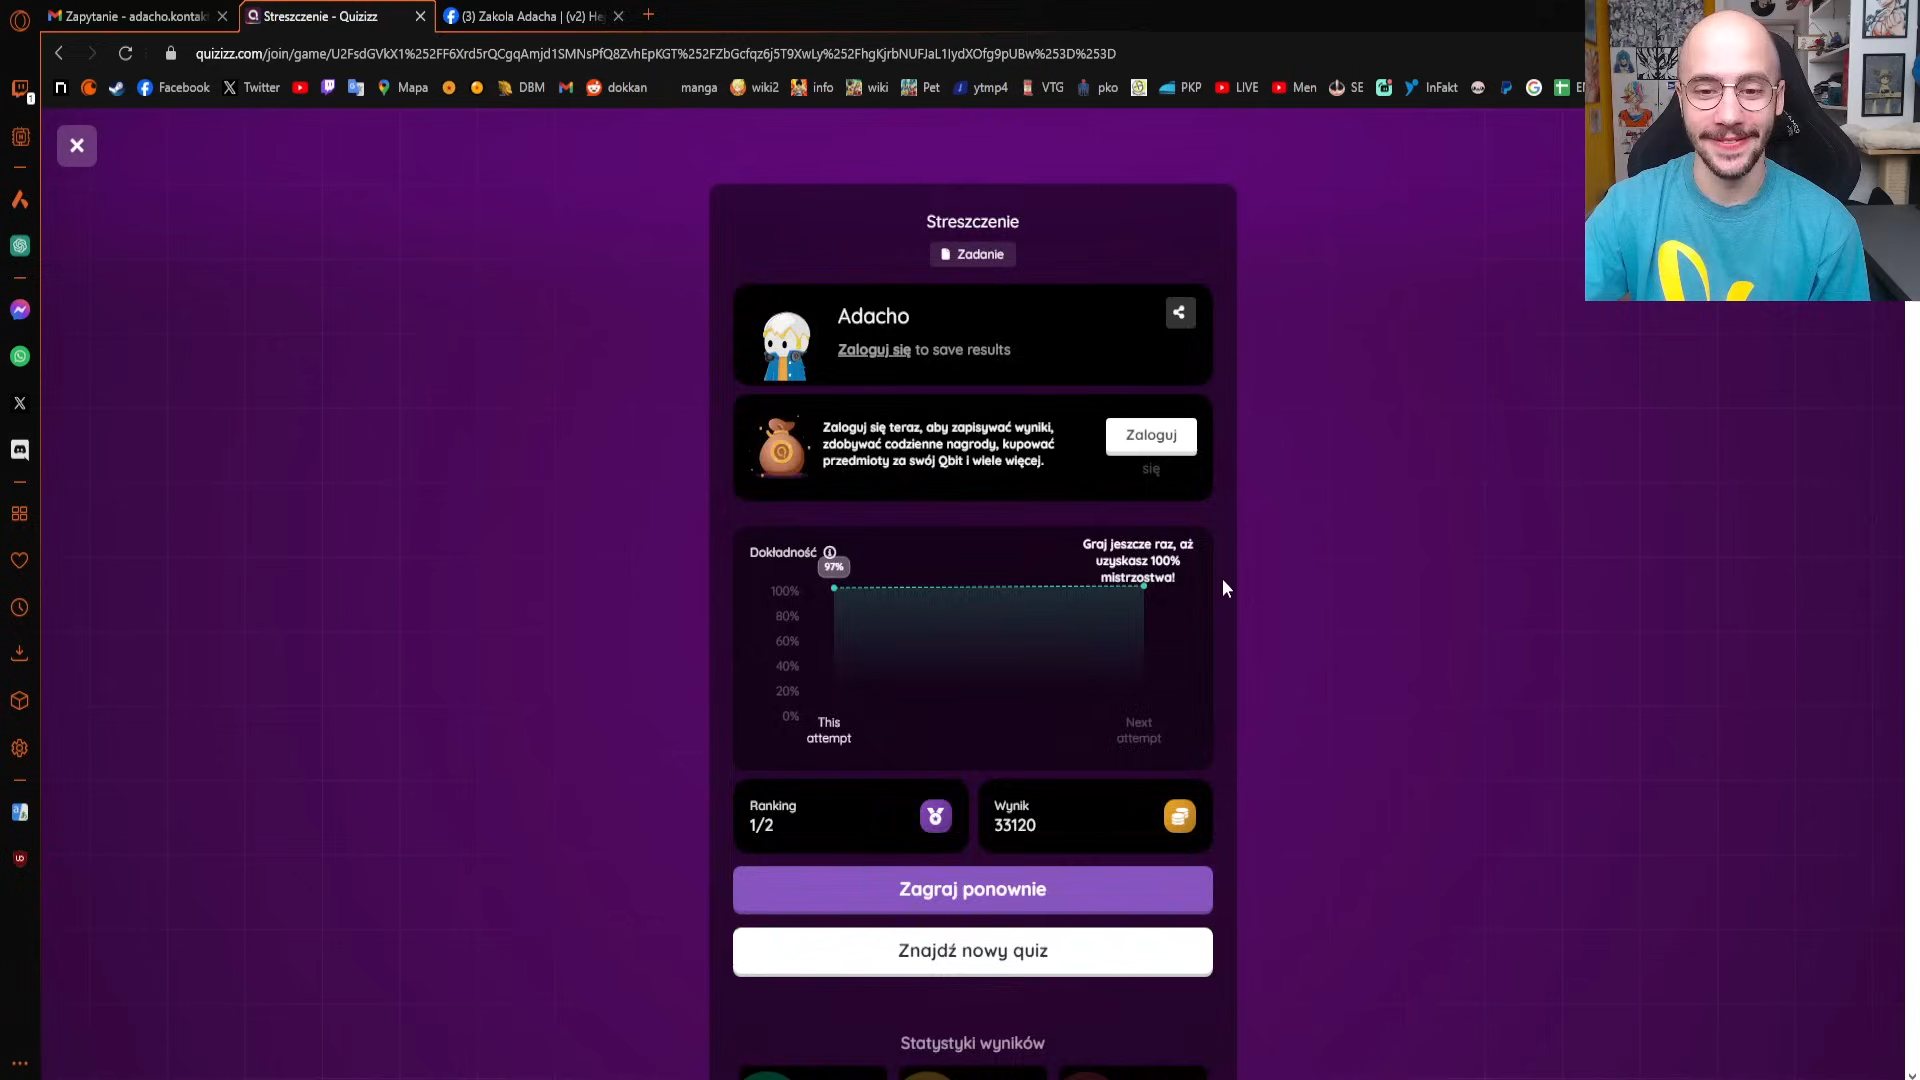 Zapytanie - adacho.kontak
Streszczenie - Quizizz
(3) Zakola Adacha | (v2) He
quizizz.com/join/game/U2FsdGVkX1%252FF6Xrd5rQCgqAmjd1SMNsPfQ8ZvhEpKGT%252FZbGcfqz6j5T9XwLy%252FhgKjrbNUFJaL1IydXOfg9pUBw%253D%253D
Facebook
Twitter
Mapa
DBM
dokkan
manga
wiki2
info
wiki
Pet
ytmp4
VTG
pko
PKP
LIVE
Men
SE
InFakt
Streszczenie
Zadanie
Adacho
Zaloguj się to save results
Zaloguj się teraz, aby zapisywać wyniki,
zdobywać codzienne nagrody, kupować
przedmioty za swój Qbit i wiele więcej.
Zaloguj
się
Dokładność
97%
Graj jeszcze raz, aż
uzyskasz 100%
mistrzostwa!
100%
80%
60%
40%
20%
0%
This
attempt
Next
attempt
Ranking
1/2
Wynik
33120
Zagraj ponownie
Znajdź nowy quiz
Statystyki wyników